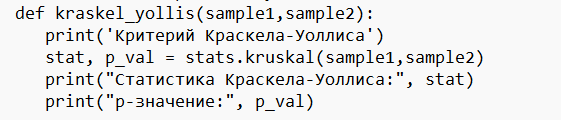 def kraskel_yollis(sample1,sample2):
print('Критерий Краскела-Уоллиса')
stat, p_val = stats.kruskal(sample1,sample2)
print("Статистика Краскела-Уоллиса:", stat)
print("p-значение:", p_val)